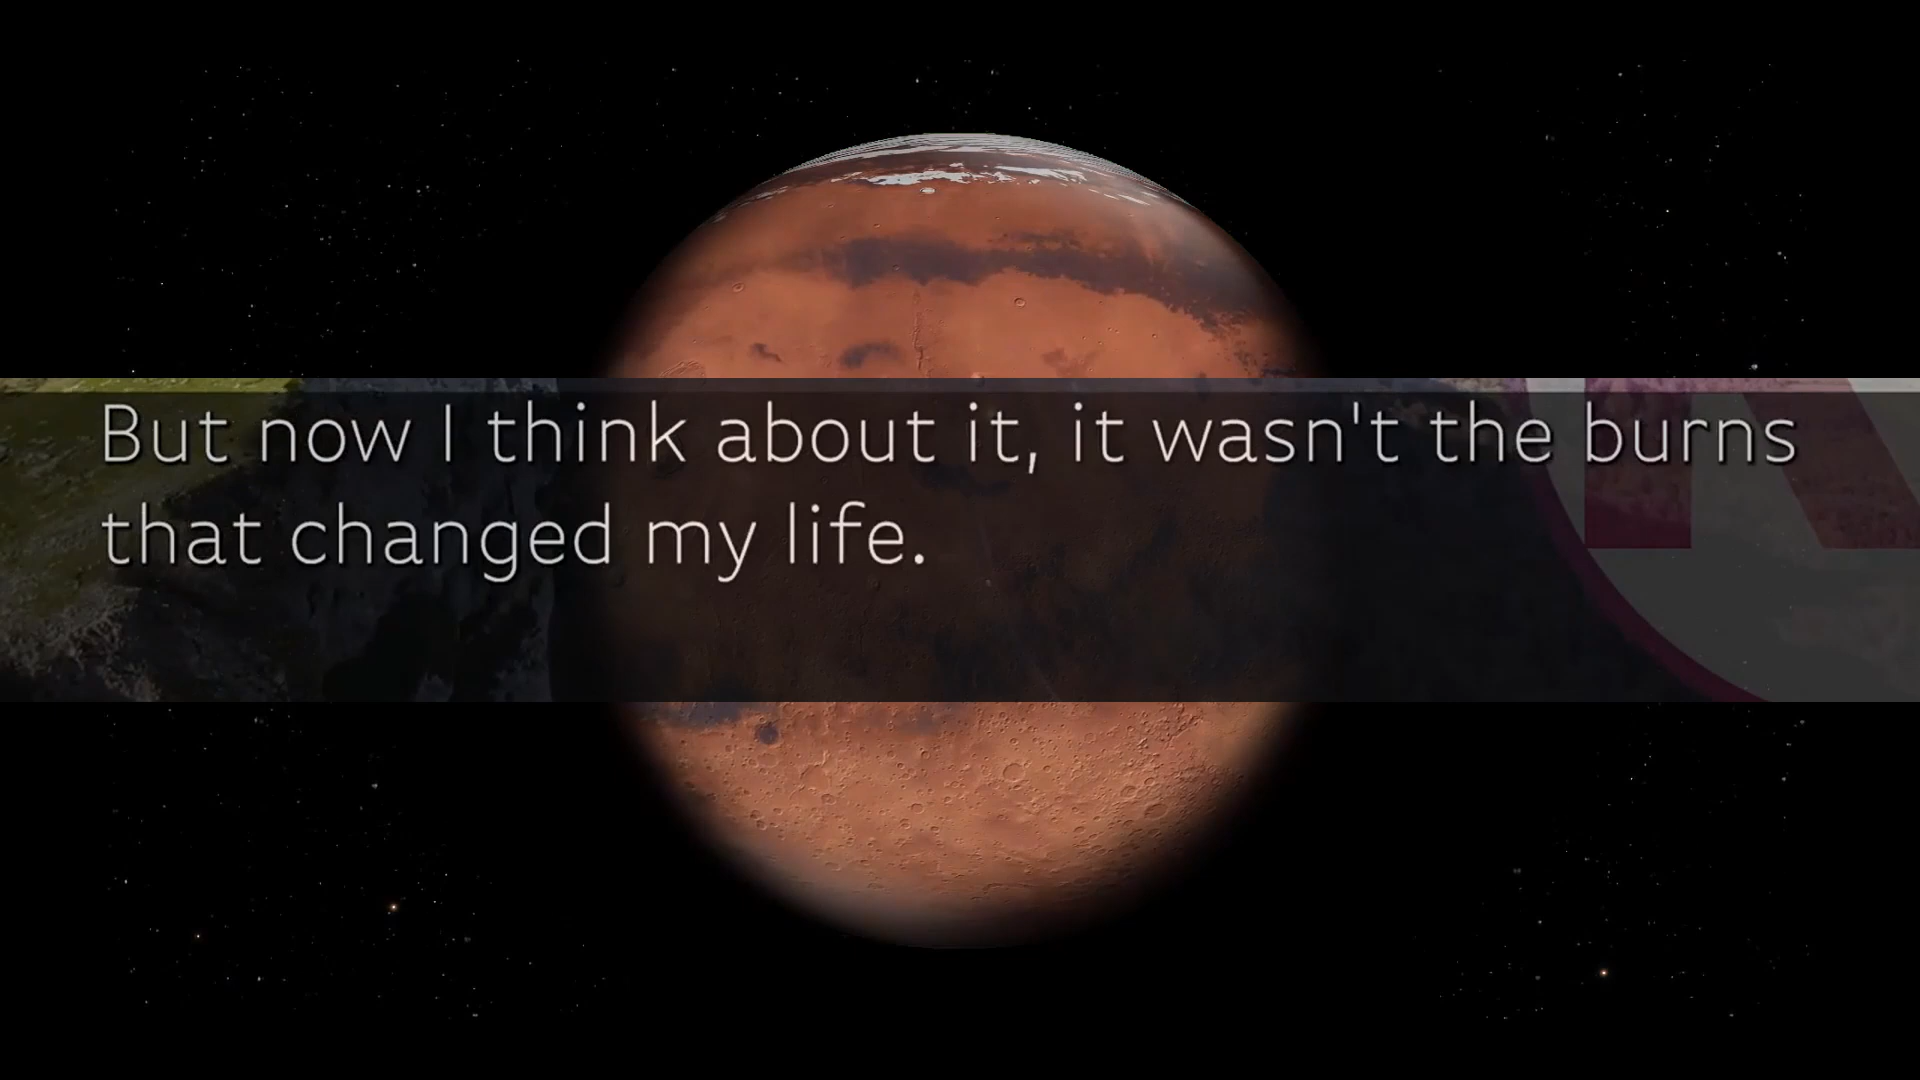 But now I think about it, it wasn't the burns
that changed my life.